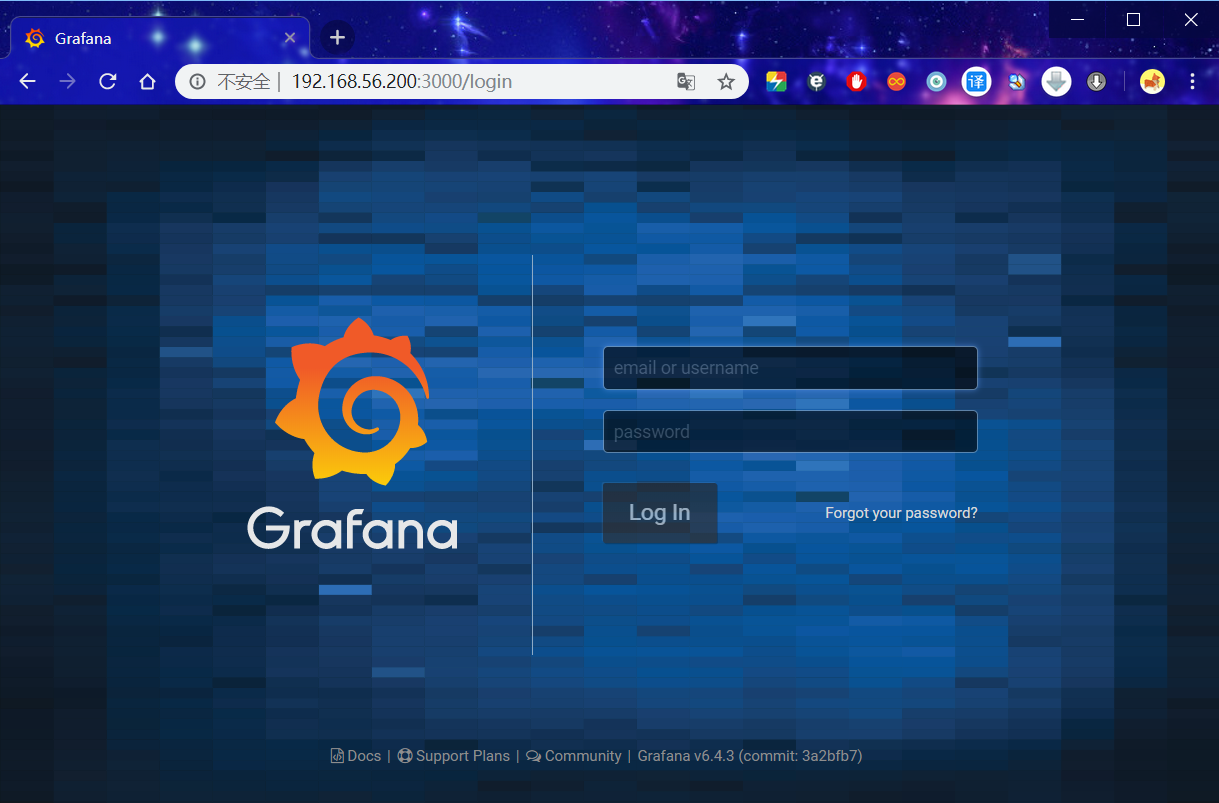 Grafana
不安全 | 192.168.56.200:3000/login
译
email or username
password
Log In
Forgot your password?
Grafana
Docs | Support Plans | Community | Grafana v6.4.3 (commit: 3a2bfb7)